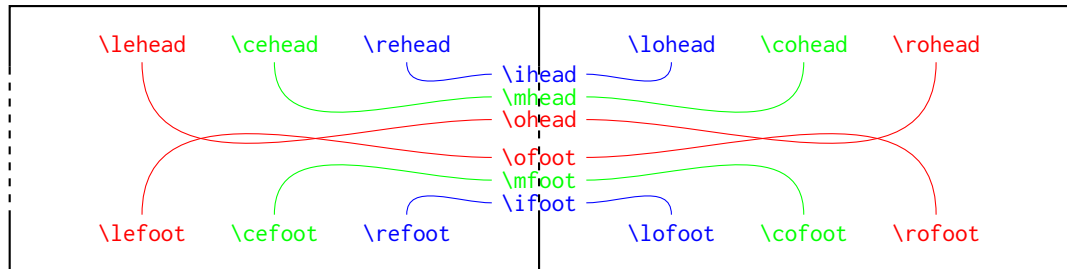 \lehead \cehead \rehead \lohead \cohead \rohead
\ihead
\mhead
\ohead
\ofoot
\mfoot
\ifoot
\lefoot \cefoot \refoot \lofoot \cofoot \rofoot